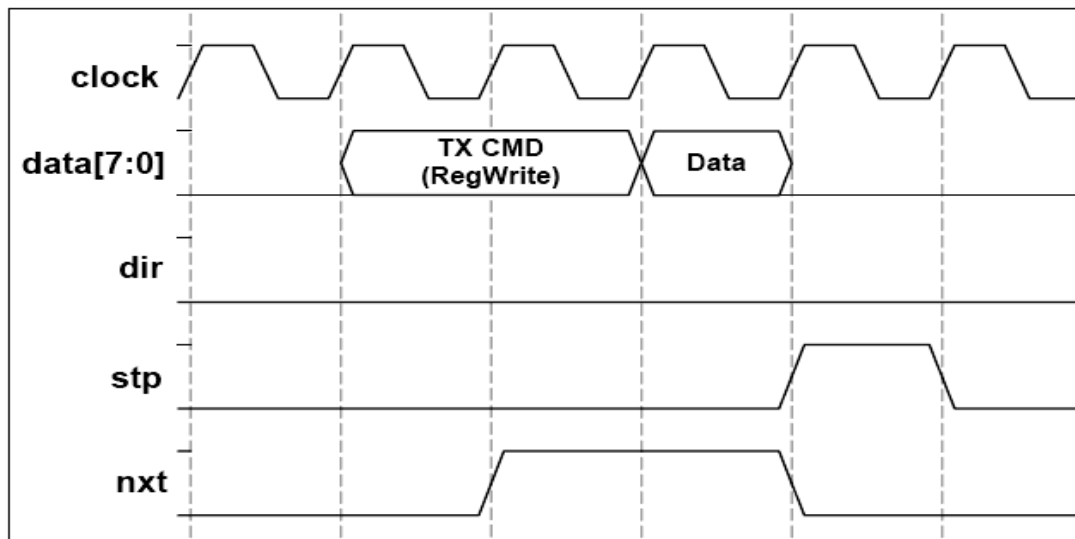 clock
data[7:0]
TX CMD
(RegWrite)
Data
dir
stp
nxt